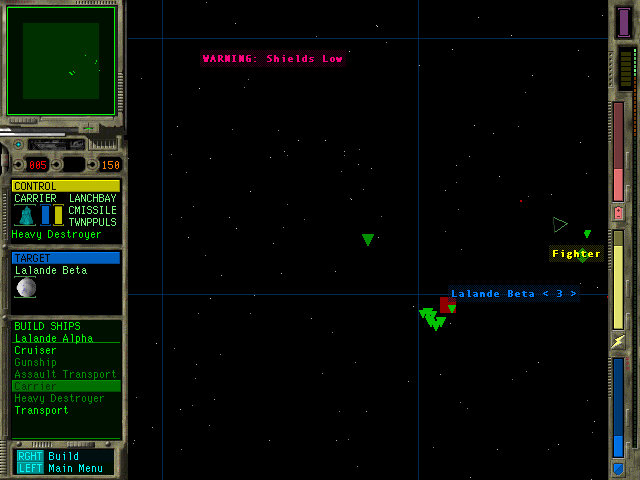 WARNING: Shields Low
005 150
CONTROL
CARRIER LANCHBAY
CMISSILE
TWNPPULS
Heavy Destroyer
Fighter
TARGET
Lalande Beta
Lalande Beta < 3 >
BUILD SHIPS
Lalande Alpha
Cruiser
Gunship
Assault Transport
Carrier
Heavy Destroyer
Transport
RGHT Build
LEFT Main Menu